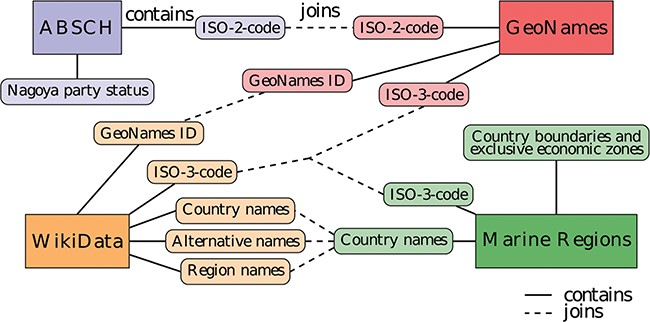 ABSCH
contains
ISO-2-code
joins
ISO-2-code
GeoNames
Nagoya party status
GeoNames ID
ISO-3-code
GeoNames ID
Country boundaries and
exclusive economic zones
ISO-3-code
ISO-3-code
Country names
WikiData
Alternative names
Country names
Marine Regions
Region names
contains
joins